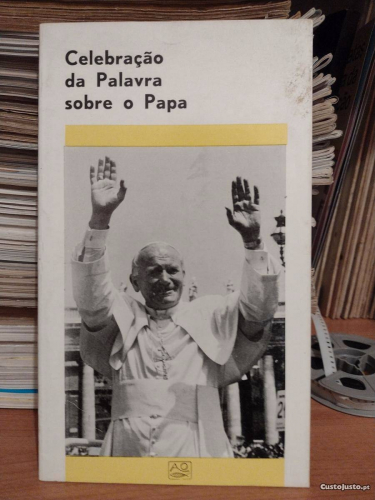 Celebração
da Palavra
sobre o Papa
AO
CustoJusto.pt